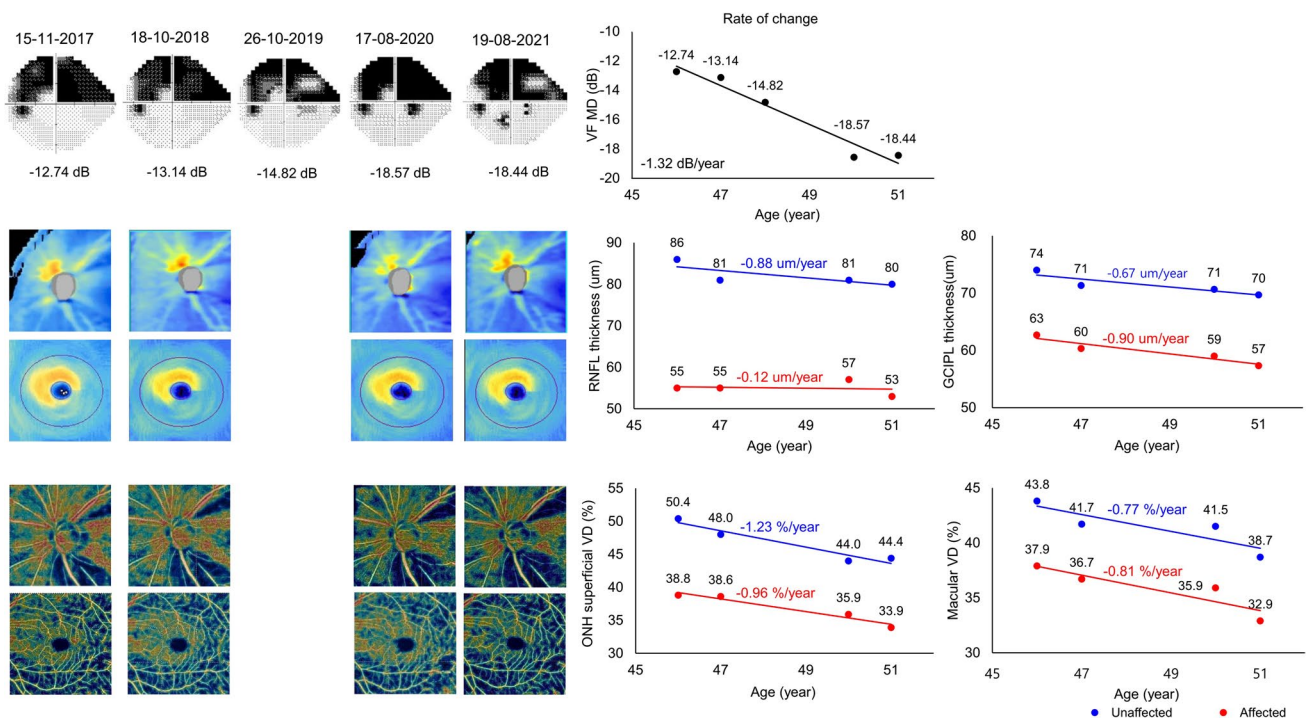 Rate of change
15-11-2017 18-10-2018 26-10-2019 17-08-2020 19-08-2021
-12.74 dB -13.14 dB -14.82 dB -18.57 dB -18.44 dB
VF MD (dB)
-10
-12
-14
-16
-18
-20
-12.74
-13.14
-14.82
-18.57
-18.44
-1.32 dB/year
45 47 49 51
Age (year)
RNFL thickness (um)
90
80
70
60
50
86
81
81
80
-0.88 um/year
55
55
57
53
-0.12 um/year
45 47 49 51
Age (year)
GCIPL thickness(um)
80
70
60
50
74
71
71
70
-0.67 um/year
63
60
59
57
-0.90 um/year
45 47 49 51
Age (year)
ONH superficial VD (%)
55
50
45
40
35
30
50.4
48.0
44.0
44.4
-1.23 %/year
38.8
38.6
35.9
33.9
-0.96 %/year
45 47 49 51
Age (year)
Macular VD (%)
45
40
35
30
43.8
41.7
41.5
38.7
-0.77 %/year
37.9
36.7
35.9
32.9
-0.81 %/year
45 47 49 51
Age (year)
Unaffected Affected